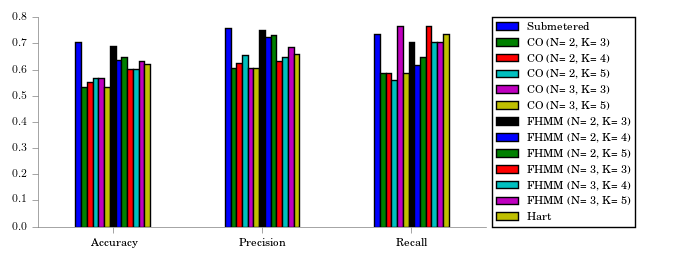 0.8
0.7
0.6
0.5
0.4
0.3
0.2
0.1
0.0
Accuracy
Precision
Recall
Submetered
CO (N= 2, K= 3)
CO (N= 2, K= 4)
CO (N= 2, K= 5)
CO (N= 3, K= 3)
CO (N= 3, K= 5)
FHMM (N= 2, K= 3)
FHMM (N= 2, K= 4)
FHMM (N= 2, K= 5)
FHMM (N= 3, K= 3)
FHMM (N= 3, K= 4)
FHMM (N= 3, K= 5)
Hart